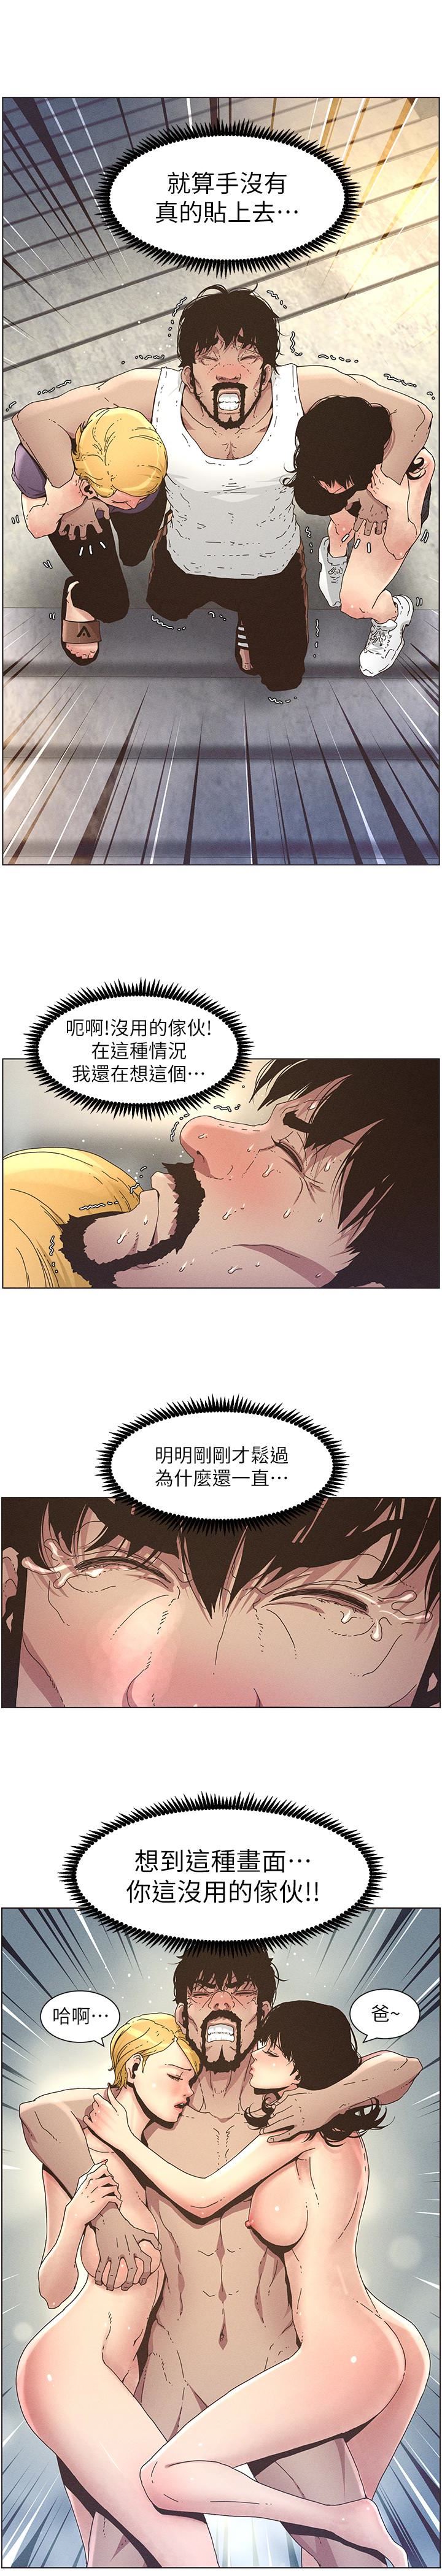 就算手沒有
真的貼上去⋯
呃啊!沒用的傢伙!
在這種情況
我還在想這個⋯
明明剛剛才鬆過
為什麼還一直⋯
想到這種畫面⋯
你這沒用的傢伙!!
哈啊⋯
爸~